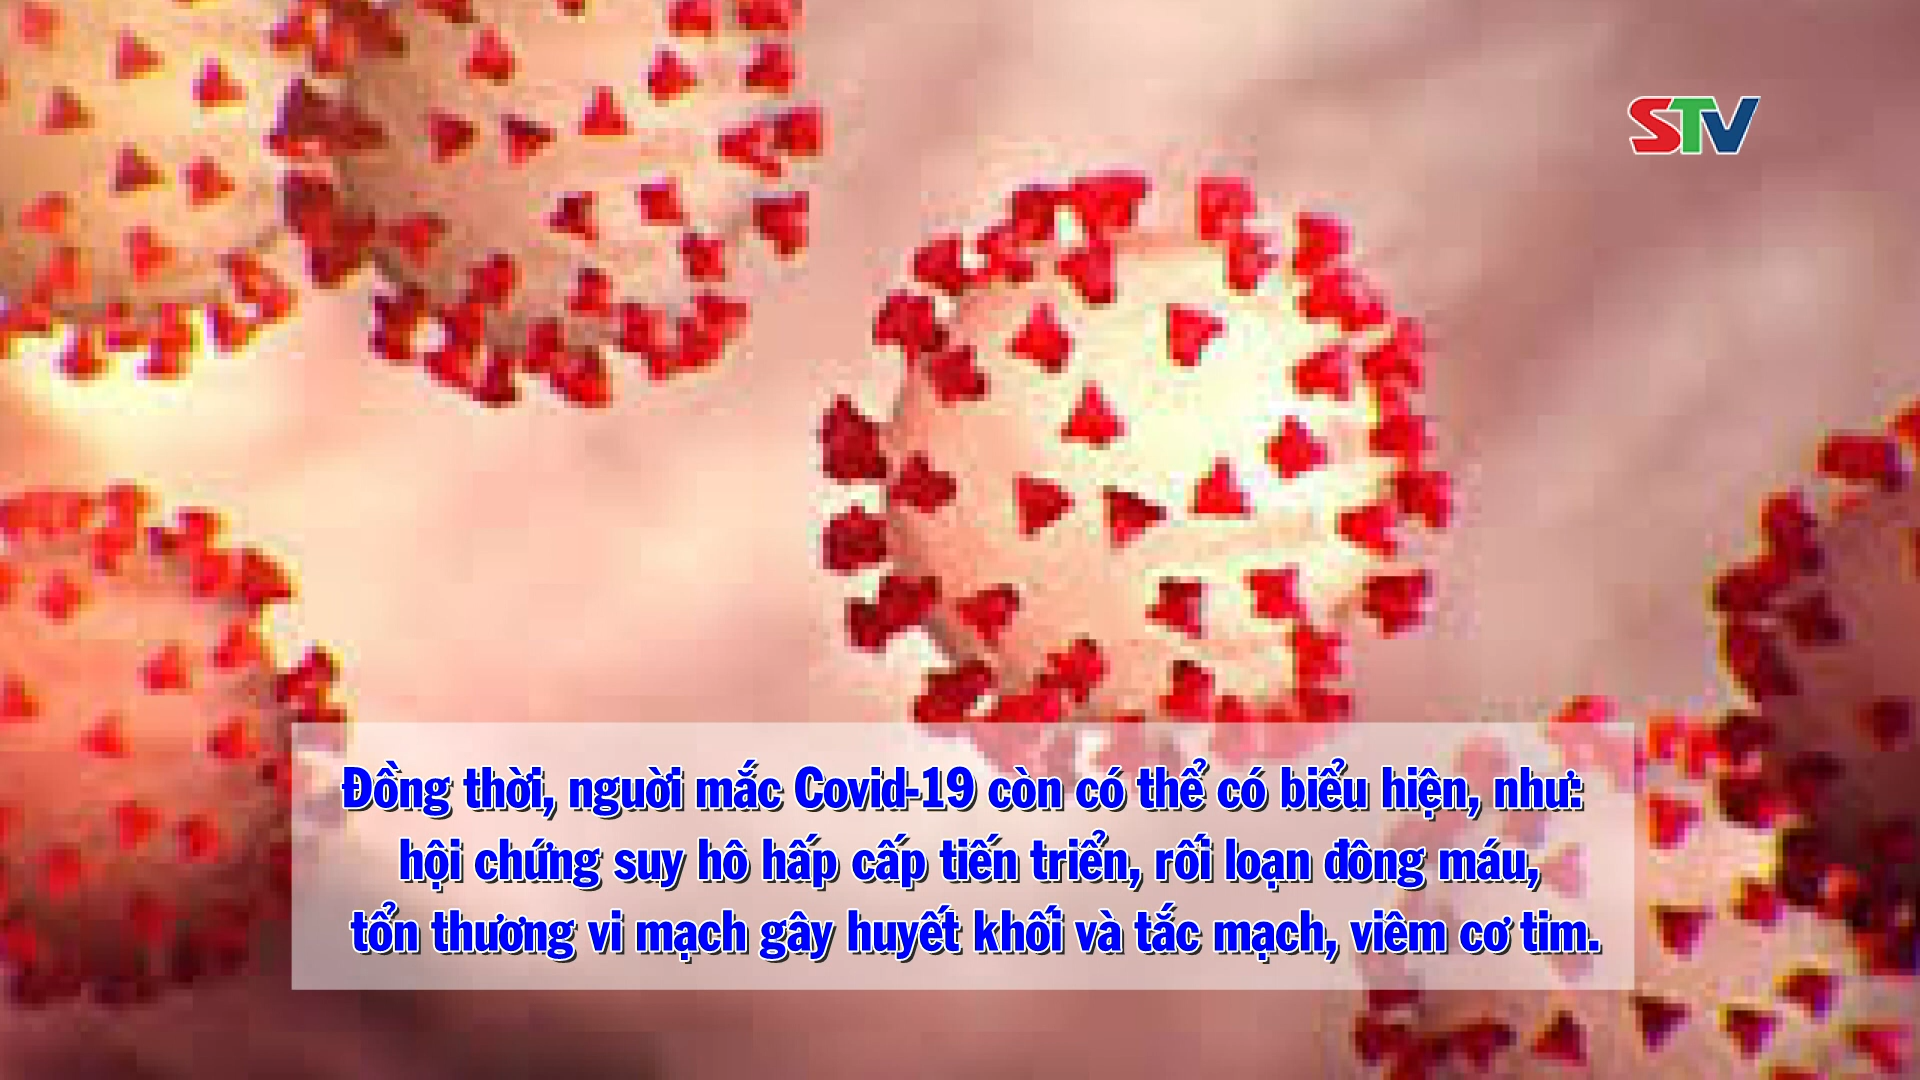 STV
Đồng thời, người mắc Covid-19 còn có thể có biểu hiện, như:
hội chứng suy hô hấp cấp tiến triển, rối loạn đông máu,
tổn thương vi mạch gây huyết khối và tắc mạch, viêm cơ tim.